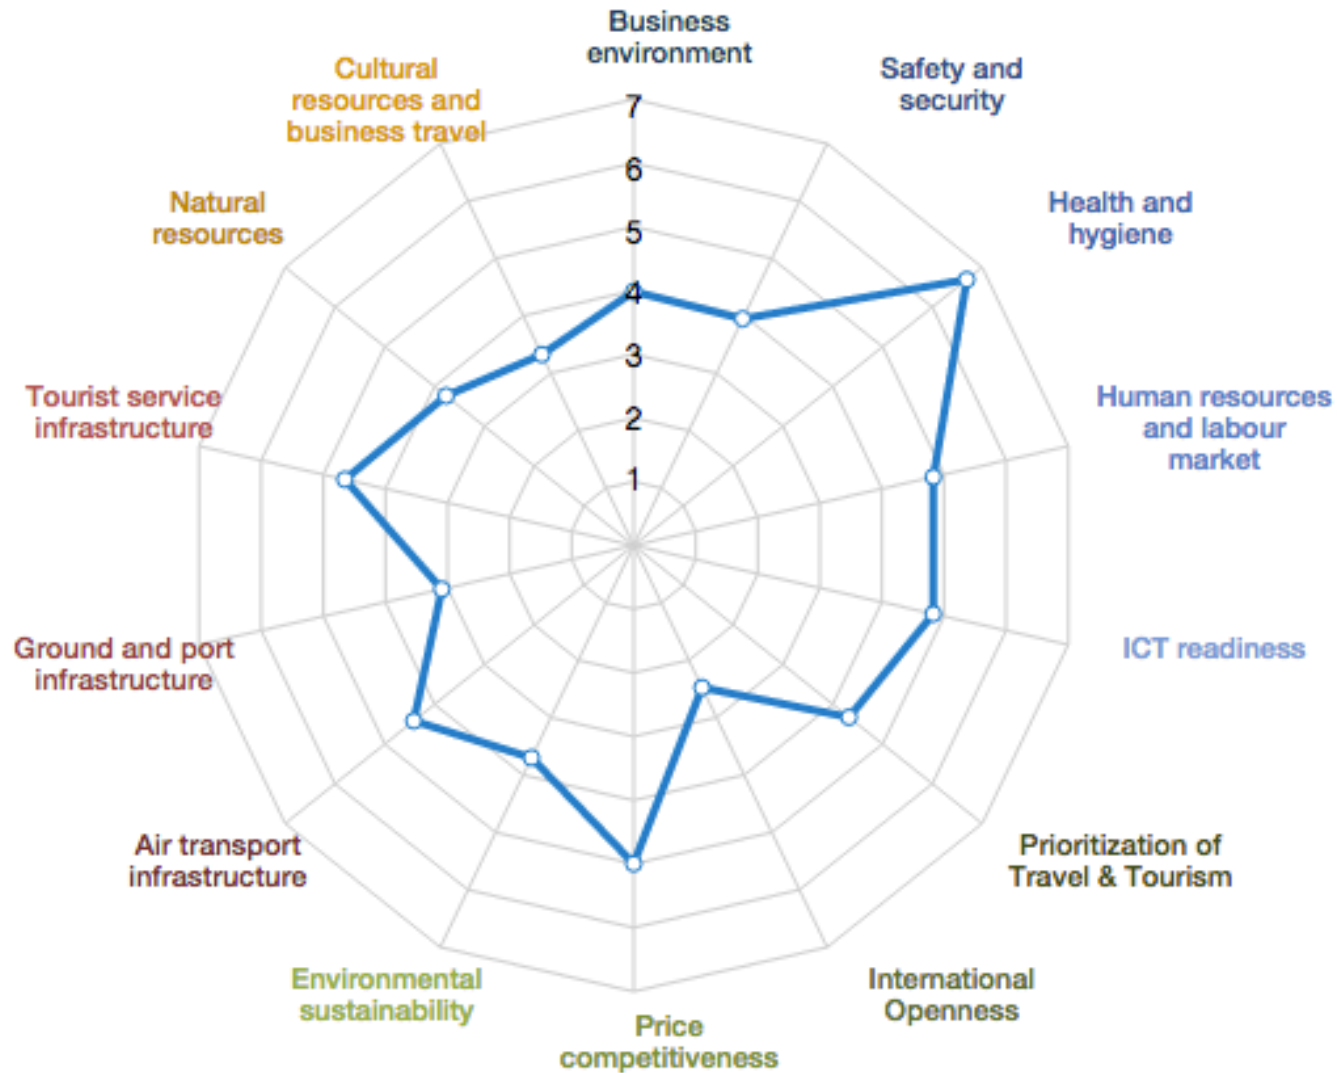 Business
environment
Safety and
security
Health and
hygiene
Human resources
and labour
market
ICT readiness
Prioritization of
Travel & Tourism
International
Openness
Price
competitiveness
Environmental
sustainability
Air transport
infrastructure
Ground and port
infrastructure
Tourist service
infrastructure
Natural
resources
Cultural
resources and
business travel
7
6
5
4
3
2
1